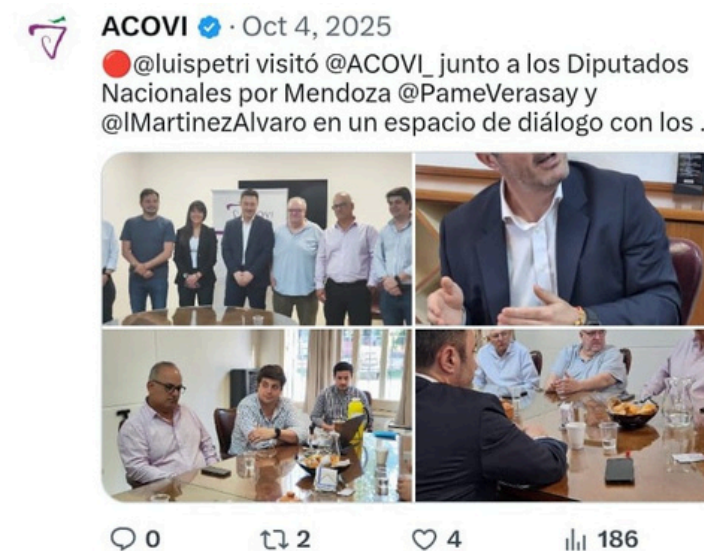 ACOVI · Oct 4, 2025
🔴@luispetri visitó @ACOVI_ junto a los Diputados
Nacionales por Mendoza @PameVerasay y
@lMartinezAlvaro en un espacio de diálogo con los .
COVI
0 2 4 186